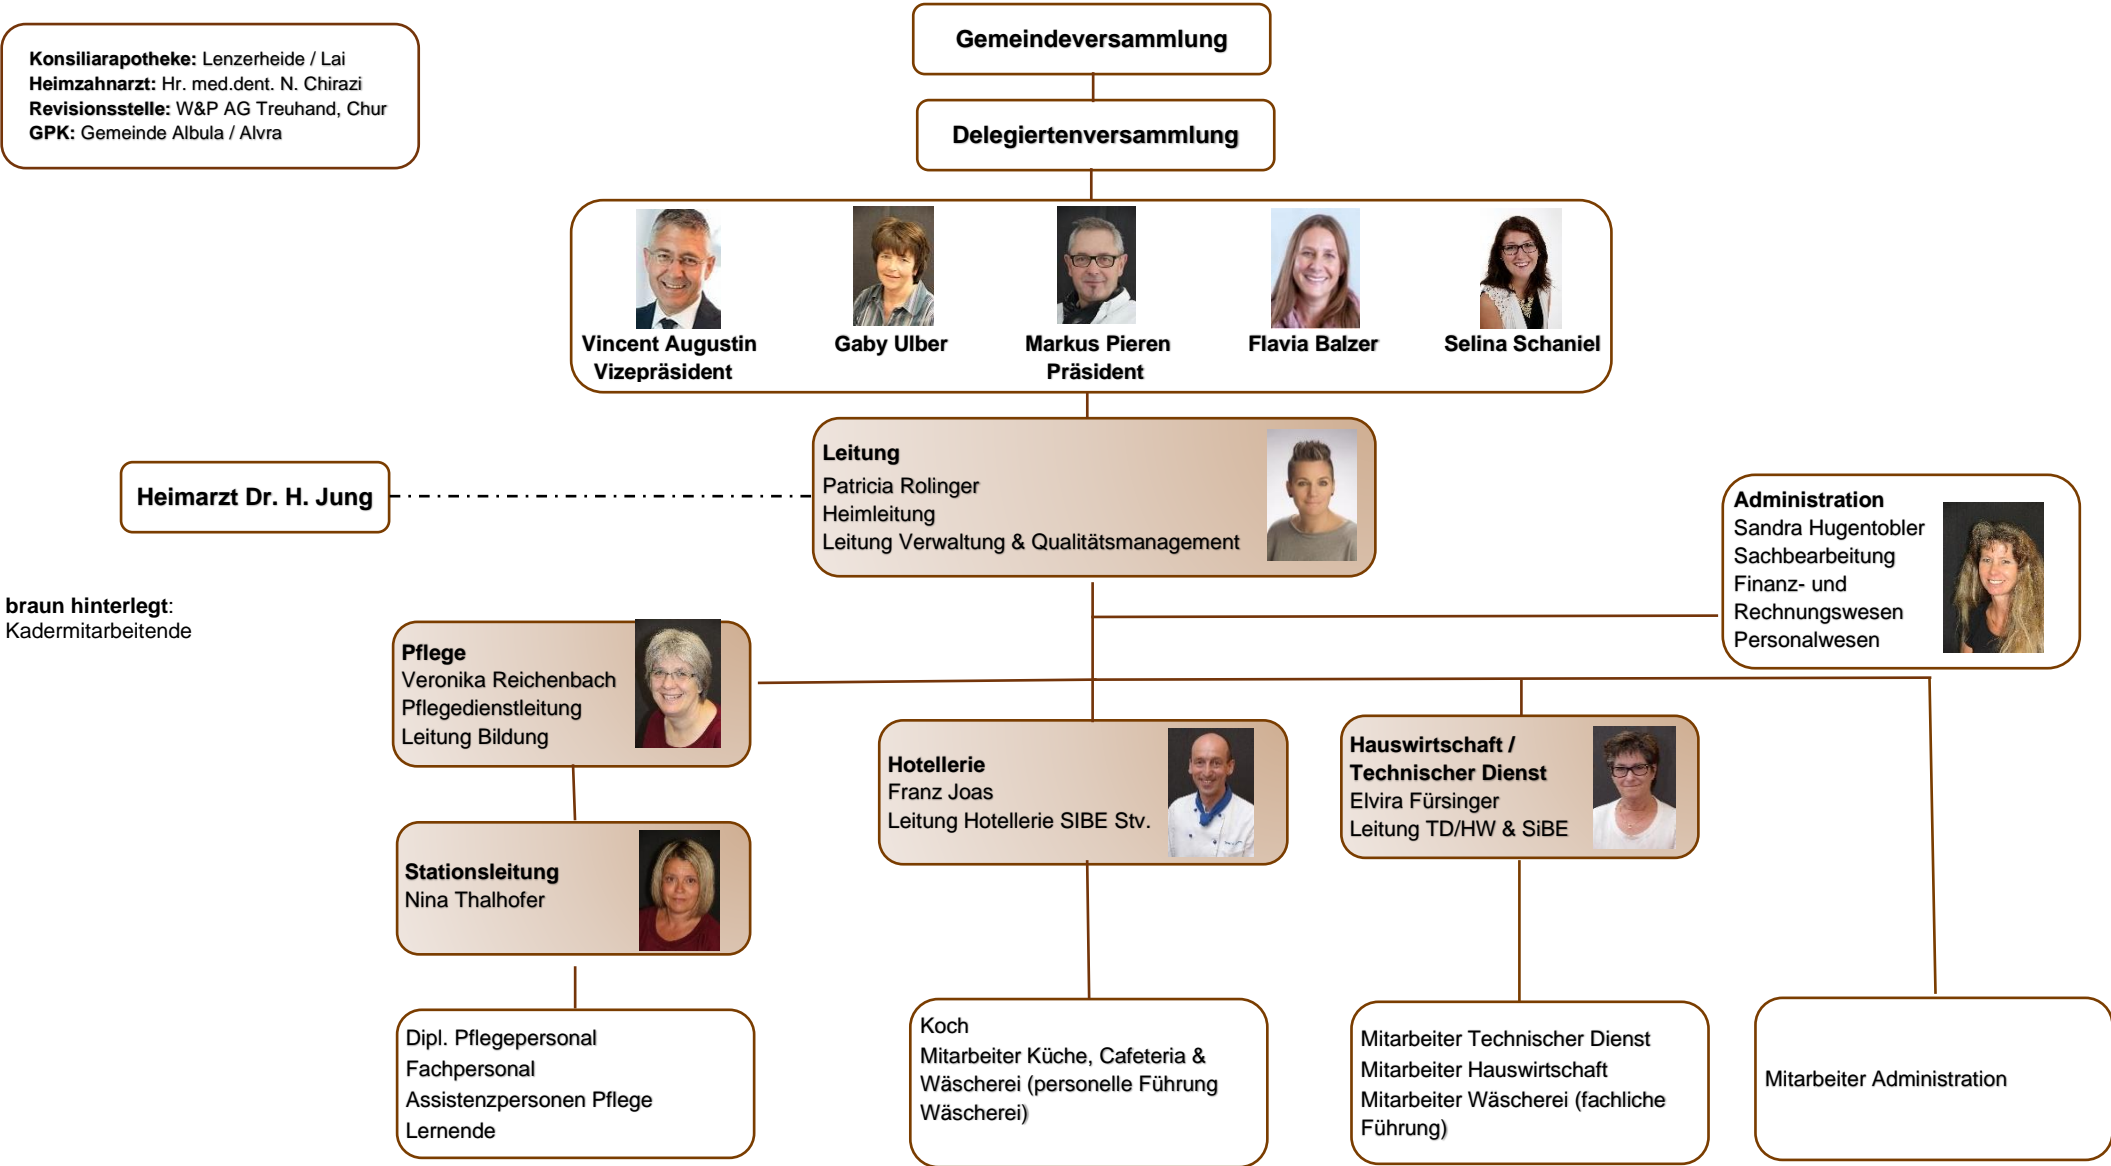 Konsiliarapotheke: Lenzerheide / Lai
Heimzahnarzt: Hr. med.dent. N. Chirazi
Revisionsstelle: W&P AG Treuhand, Chur
GPK: Gemeinde Albula / Alvra
Gemeindeversammlung
Delegiertenversammlung
Vincent Augustin
Vizepräsident
Gaby Ulber
Markus Pieren
Präsident
Flavia Balzer
Selina Schaniel
Leitung
Patricia Rolinger
Heimleitung
Leitung Verwaltung & Qualitätsmanagement
Heimarzt Dr. H. Jung
Administration
Sandra Hugentobler
Sachbearbeitung
Finanz- und
Rechnungswesen
Personalwesen
braun hinterlegt:
Kadermitarbeitende
Pflege
Veronika Reichenbach
Pflegedienstleitung
Leitung Bildung
Hotellerie
Franz Joas
Leitung Hotellerie SIBE Stv.
Hauswirtschaft /
Technischer Dienst
Elvira Fürsinger
Leitung TD/HW & SiBE
Stationsleitung
Nina Thalhofer
Dipl. Pflegepersonal
Fachpersonal
Assistenzpersonen Pflege
Lernende
Koch
Mitarbeiter Küche, Cafeteria &
Wäscherei (personelle Führung
Wäscherei)
Mitarbeiter Technischer Dienst
Mitarbeiter Hauswirtschaft
Mitarbeiter Wäscherei (fachliche
Führung)
Mitarbeiter Administration